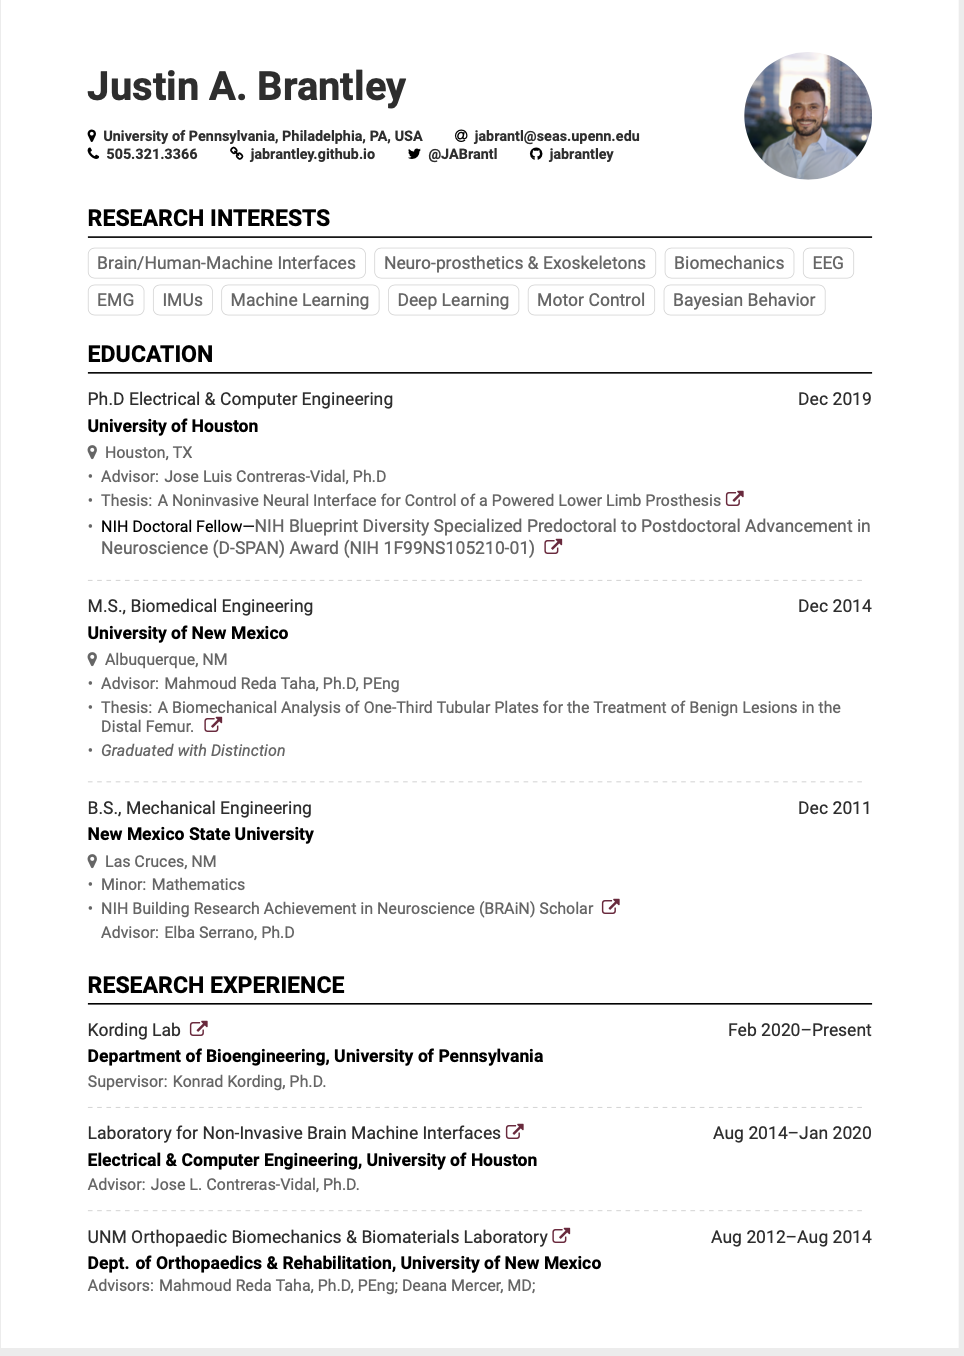 Justin A. Brantley
University of Pennsylvania, Philadelphia, PA, USA jabrantl@seas.upenn.edu
505.321.3366 jabrantley.github.io @JABrantl jabrantley
RESEARCH INTERESTS
Brain/Human-Machine Interfaces Neuro-prosthetics & Exoskeletons Biomechanics EEG
EMG IMUs Machine Learning Deep Learning Motor Control Bayesian Behavior
EDUCATION
Ph.D Electrical & Computer Engineering Dec 2019
University of Houston
Houston, TX
• Advisor: Jose Luis Contreras-Vidal, Ph.D
• Thesis: A Noninvasive Neural Interface for Control of a Powered Lower Limb Prosthesis
• NIH Doctoral Fellow—NIH Blueprint Diversity Specialized Predoctoral to Postdoctoral Advancement in
Neuroscience (D-SPAN) Award (NIH 1F99NS105210-01)
M.S., Biomedical Engineering Dec 2014
University of New Mexico
Albuquerque, NM
• Advisor: Mahmoud Reda Taha, Ph.D, PEng
• Thesis: A Biomechanical Analysis of One-Third Tubular Plates for the Treatment of Benign Lesions in the
Distal Femur.
• Graduated with Distinction
B.S., Mechanical Engineering Dec 2011
New Mexico State University
Las Cruces, NM
• Minor: Mathematics
• NIH Building Research Achievement in Neuroscience (BRAiN) Scholar
Advisor: Elba Serrano, Ph.D
RESEARCH EXPERIENCE
Kording Lab Feb 2020–Present
Department of Bioengineering, University of Pennsylvania
Supervisor: Konrad Kording, Ph.D.
Laboratory for Non-Invasive Brain Machine Interfaces Aug 2014–Jan 2020
Electrical & Computer Engineering, University of Houston
Advisor: Jose L. Contreras-Vidal, Ph.D.
UNM Orthopaedic Biomechanics & Biomaterials Laboratory Aug 2012–Aug 2014
Dept. of Orthopaedics & Rehabilitation, University of New Mexico
Advisors: Mahmoud Reda Taha, Ph.D, PEng; Deana Mercer, MD;